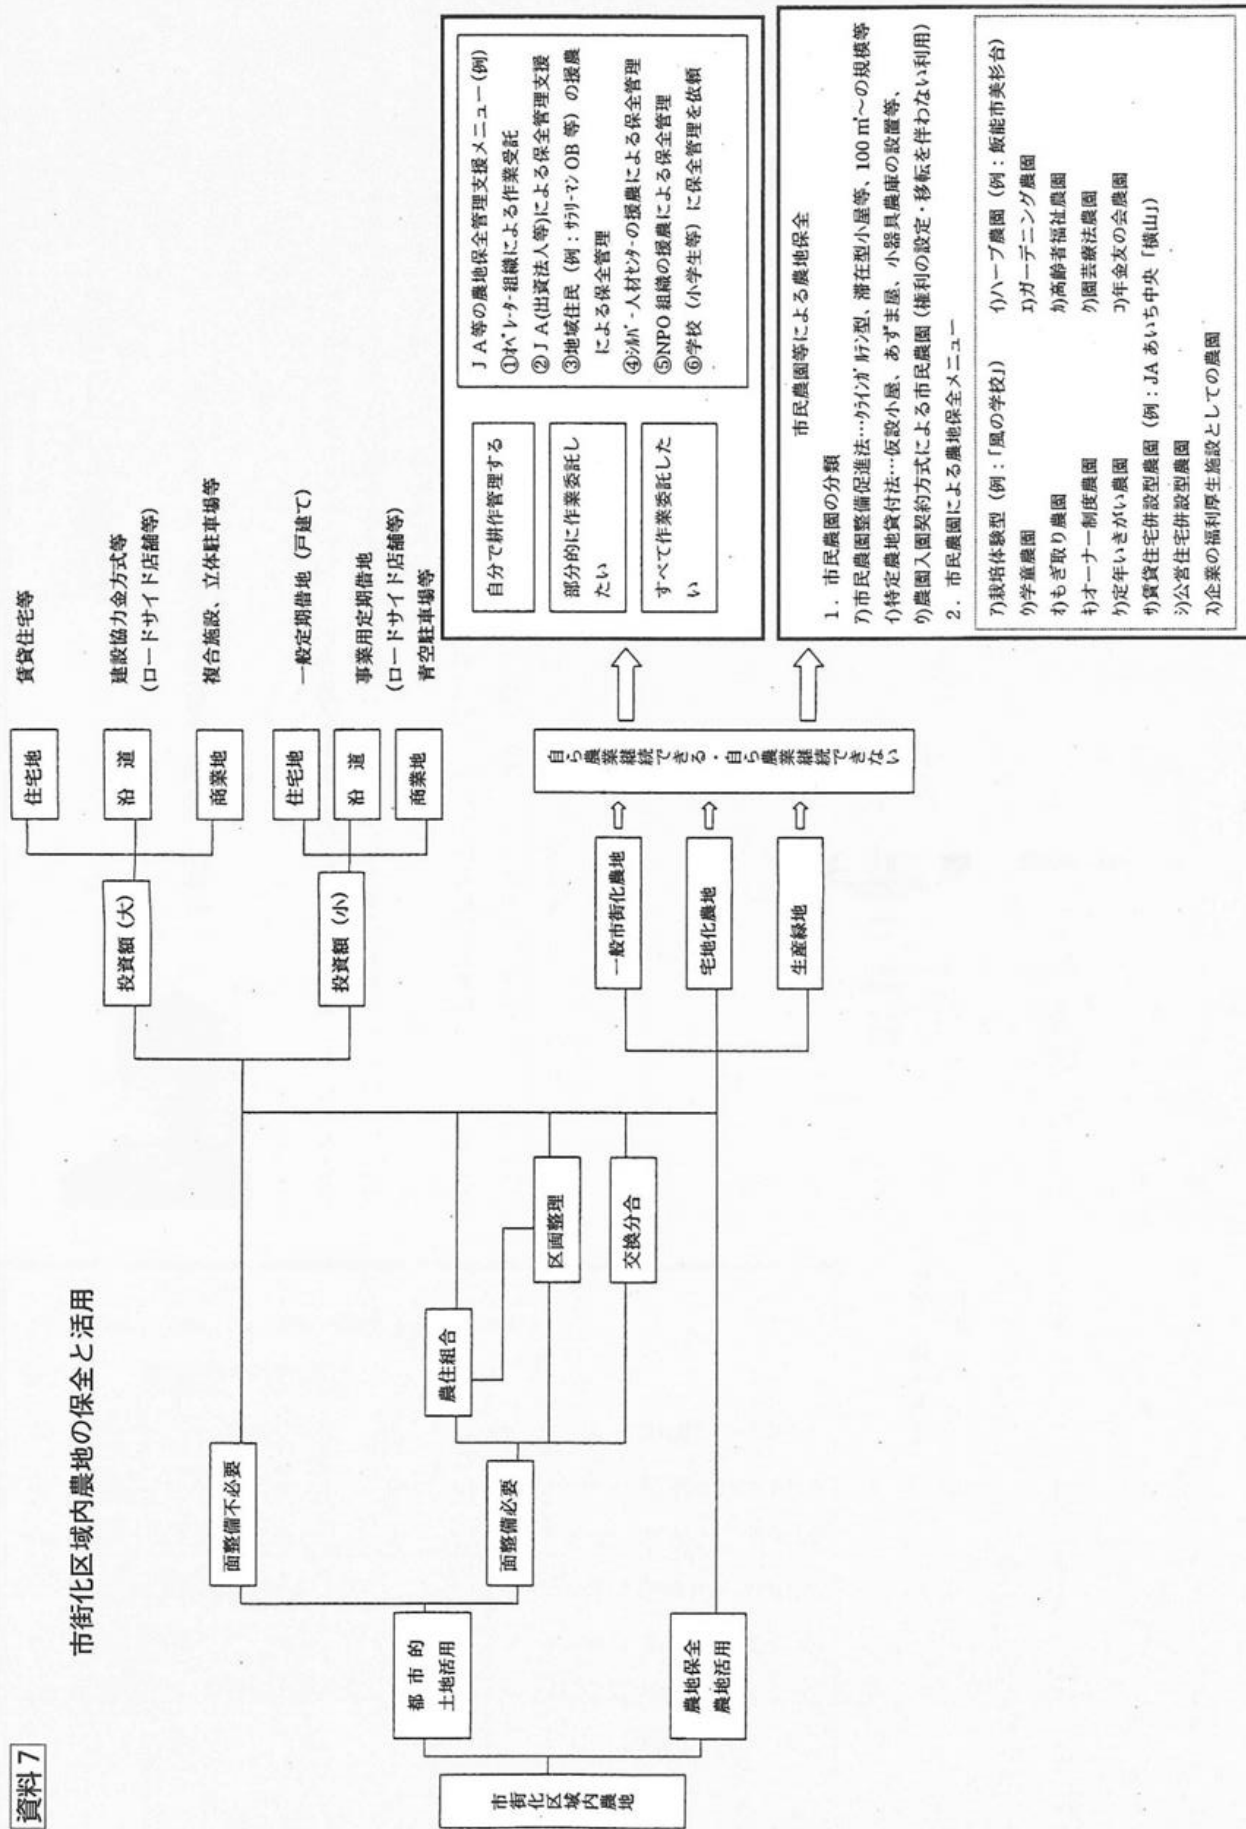 資料7
市街化区域内農地の保全と活用
市街化区域内農地
都市的
土地活用
農地保全
農地活用
面整備不必要
面整備必要
農住組合
区画整理
交換分合
投資額(大)
投資額(小)
住宅地
賃貸住宅等
沿 道
建設協力金方式等
(ロードサイド店舗等)
商業地
複合施設、立体駐車場等
住宅地
一般定期借地(戸建て)
沿 道
事業用定期借地
(ロードサイド店舗等)
商業地
青空駐車場等
一般市街化農地
宅地化農地
生産緑地
自ら農業継続できる・自ら農業継続できない
自分で耕作管理する
部分的に作業委託し
たい
すべて作業委託した
い
JA等の農地保全管理支援メニュー(例)
①オペレーター組織による作業受託
②JA(出資法人等)による保全管理支援
③地域住民(例:サラリーマンOB等)の援農
による保全管理
④シルバー人材センターの援農による保全管理
⑤NPO組織の援農による保全管理
⑥学校(小学生等)に保全管理を依頼
市民農園等による農地保全
1.市民農園の分類
ア)市民農園整備促進法…クラインガルテン型、滞在型小屋等、100㎡~の規模等
イ)特定農地貸付法…仮設小屋、あずま屋、小器具農庫の設置等、
ウ)農園入園契約方式による市民農園(権利の設定・移転を伴わない利用)
2.市民農園による農地保全メニュー
ア)栽培体験型(例:「風の学校」) イ)ハーブ農園(例:飯能市美杉台)
ウ)学童農園 エ)ガーデニング農園
オ)もぎ取り農園 カ)高齢者福祉農園
キ)オーナー制度農園 ク)園芸療法農園
ケ)定年いきがい農園 コ)年金友の会農園
サ)賃貸住宅併設型農園(例:JAあいち中央「横山」)
シ)公営住宅併設型農園
ス)企業の福利厚生施設としての農園